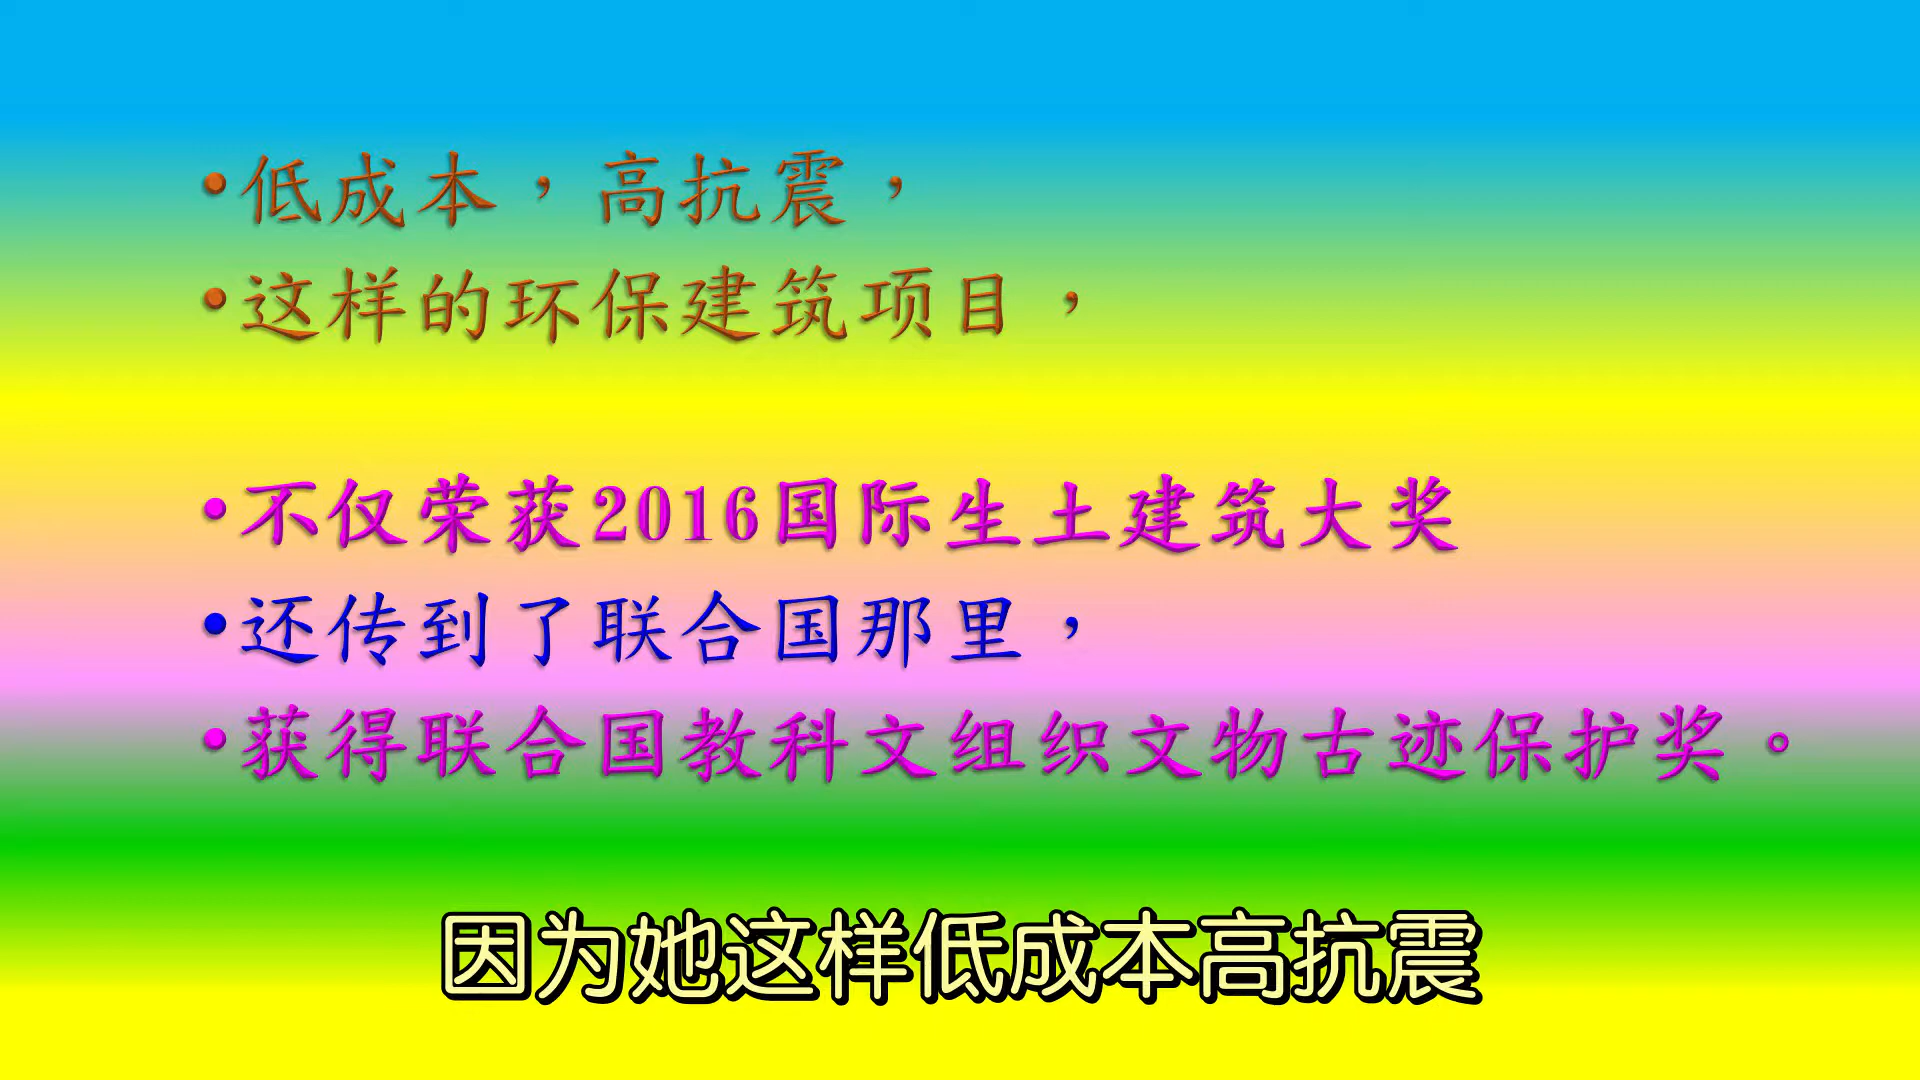 •低成本，高抗震，
•这样的环保建筑项目，
•不仅荣获2016国际生土建筑大奖
•还传到了联合国那里，
•获得联合国教科文组织文物古迹保护奖。
因为她这样低成本高抗震